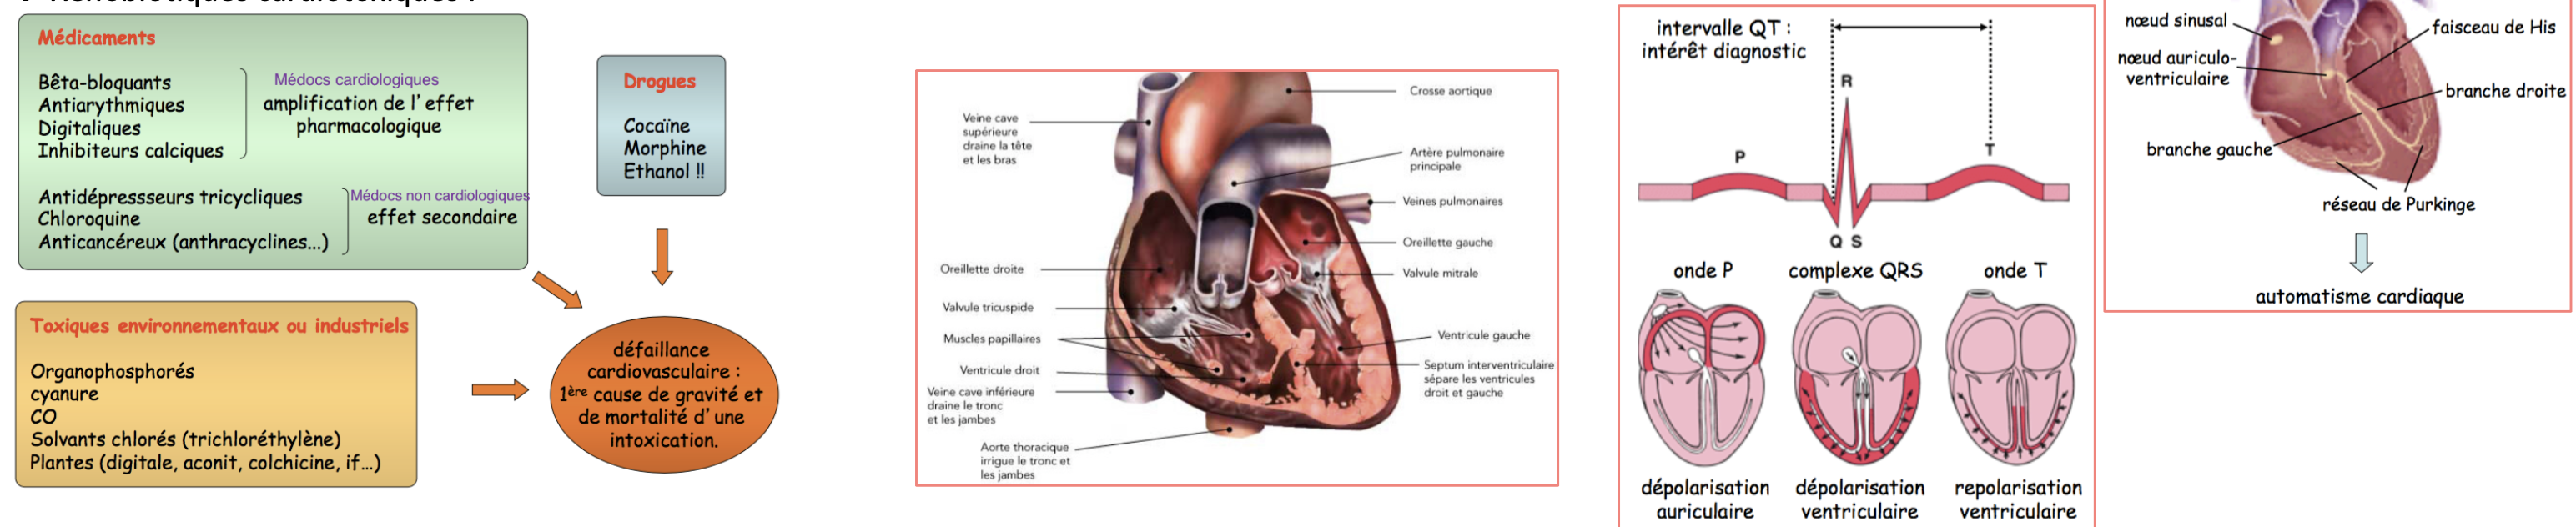 Xénobiotiques cardiotoxiques :
Médicaments
Bêta-bloquants
Antiarythmiques
Digitaliques
Inhibiteurs calciques
Médocs cardiologiques
amplification de l'effet
pharmacologique
Antidépressseurs tricycliques
Chloroquine
Anticancéreux (anthracyclines...)
Médocs non cardiologiques
effet secondaire
Drogues
Cocaïne
Morphine
Ethanol !!
Toxiques environnementaux ou industriels
Organophosphorés
cyanure
CO
Solvants chlorés (trichloréthylène)
Plantes (digitale, aconit, colchicine, if...)
défaillance
cardiovasculaire :
1ère cause de gravité et
de mortalité d'une
intoxication.
Veine cave
supérieure
draine la tête
et les bras
Oreillette droite
Valvule tricuspide
Muscles papillaires
Ventricule droit
Veine cave inférieure
draine le tronc
et les jambes
Aorte thoracique
irrigue le tronc et
les jambes
Crosse aortique
Artère pulmonaire
principale
Veines pulmonaires
Oreillette gauche
Valvule mitrale
Ventricule gauche
Septum interventriculaire
sépare les ventricules
droit et gauche
intervalle QT :
intérêt diagnostic
R
P
T
Q S
onde P
complexe QRS
onde T
dépolarisation
auriculaire
dépolarisation
ventriculaire
repolarisation
ventriculaire
nœud sinusal
nœud auriculo-
ventriculaire
branche gauche
faisceau de His
branche droite
réseau de Purkinge
automatisme cardiaque